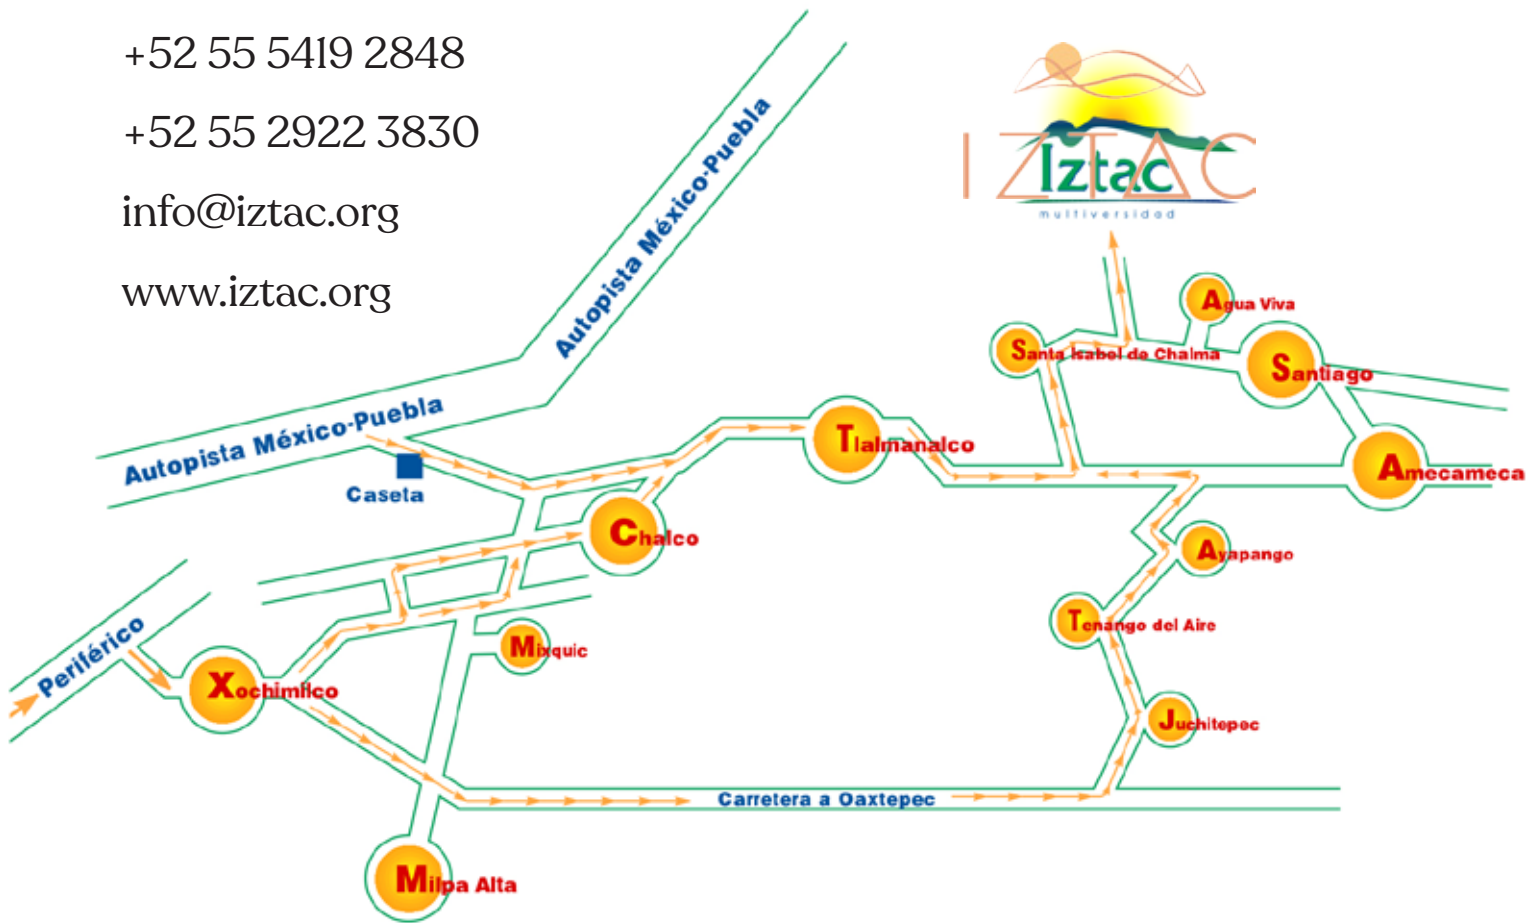 +52 55 5419 2848
+52 55 2922 3830
info@iztac.org
www.iztac.org
Autopista México-Puebla
IZTAC
Iztac
multiversidad
Agua Viva
Santa Isabel de Chalma
Santiago
Autopista México-Puebla
Tlalmanalco
Amecameca
Caseta
Chalco
Ayapango
Tenango del Aire
Periférico
Mixquic
Xochimilco
Juchitepec
Carretera a Oaxtepec
Milpa Alta